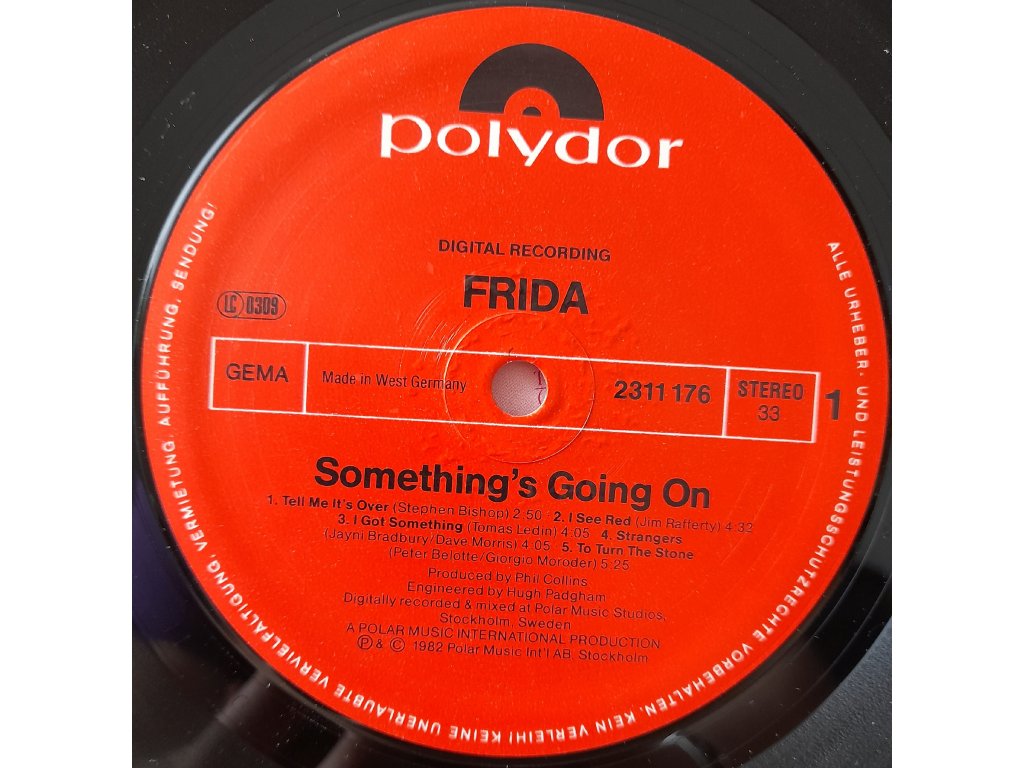 polydor
DIGITAL RECORDING
FRIDA
LC 0309
GEMA
Made in West Germany
2311 176
STEREO
33
1
Something's Going On
1. Tell Me It's Over (Stephen Bishop) 2:50 2. I See Red (Jim Rafferty) 4:32
3. I Got Something (Tomas Ledin) 4:05 4. Strangers
(Jayni Bradbury/Dave Morris) 4:05 5. To Turn The Stone
(Peter Belotte/Giorgio Moroder) 5:25
Produced by Phil Collins
Engineered by Hugh Padgham
Digitally recorded & mixed at Polar Music Studios,
Stockholm, Sweden
A POLAR MUSIC INTERNATIONAL PRODUCTION
Ⓟ & © 1982 Polar Music Int'l AB. Stockholm
ALLE URHEBER- UND LEISTUNGSSCHUTZRECHTE VORBEHALTEN. KEIN VERLEIH! KEINE UNERLAUBTE VERVIELFÄLTIGUNG, VERMIETUNG, AUFFÜHRUNG, SENDUNG!